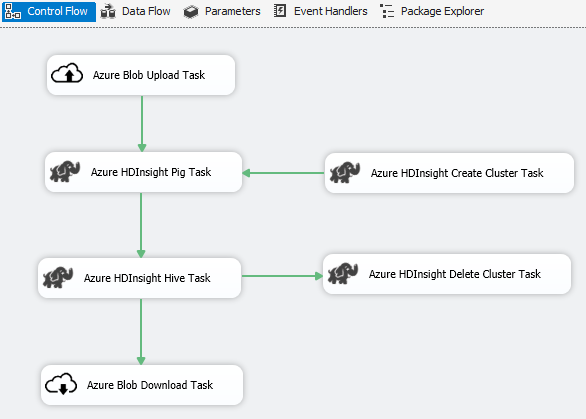 Control Flow
Data Flow
Parameters
Event Handlers
Package Explorer
Azure Blob Upload Task
Azure HDInsight Pig Task
Azure HDInsight Create Cluster Task
Azure HDInsight Hive Task
Azure HDInsight Delete Cluster Task
Azure Blob Download Task